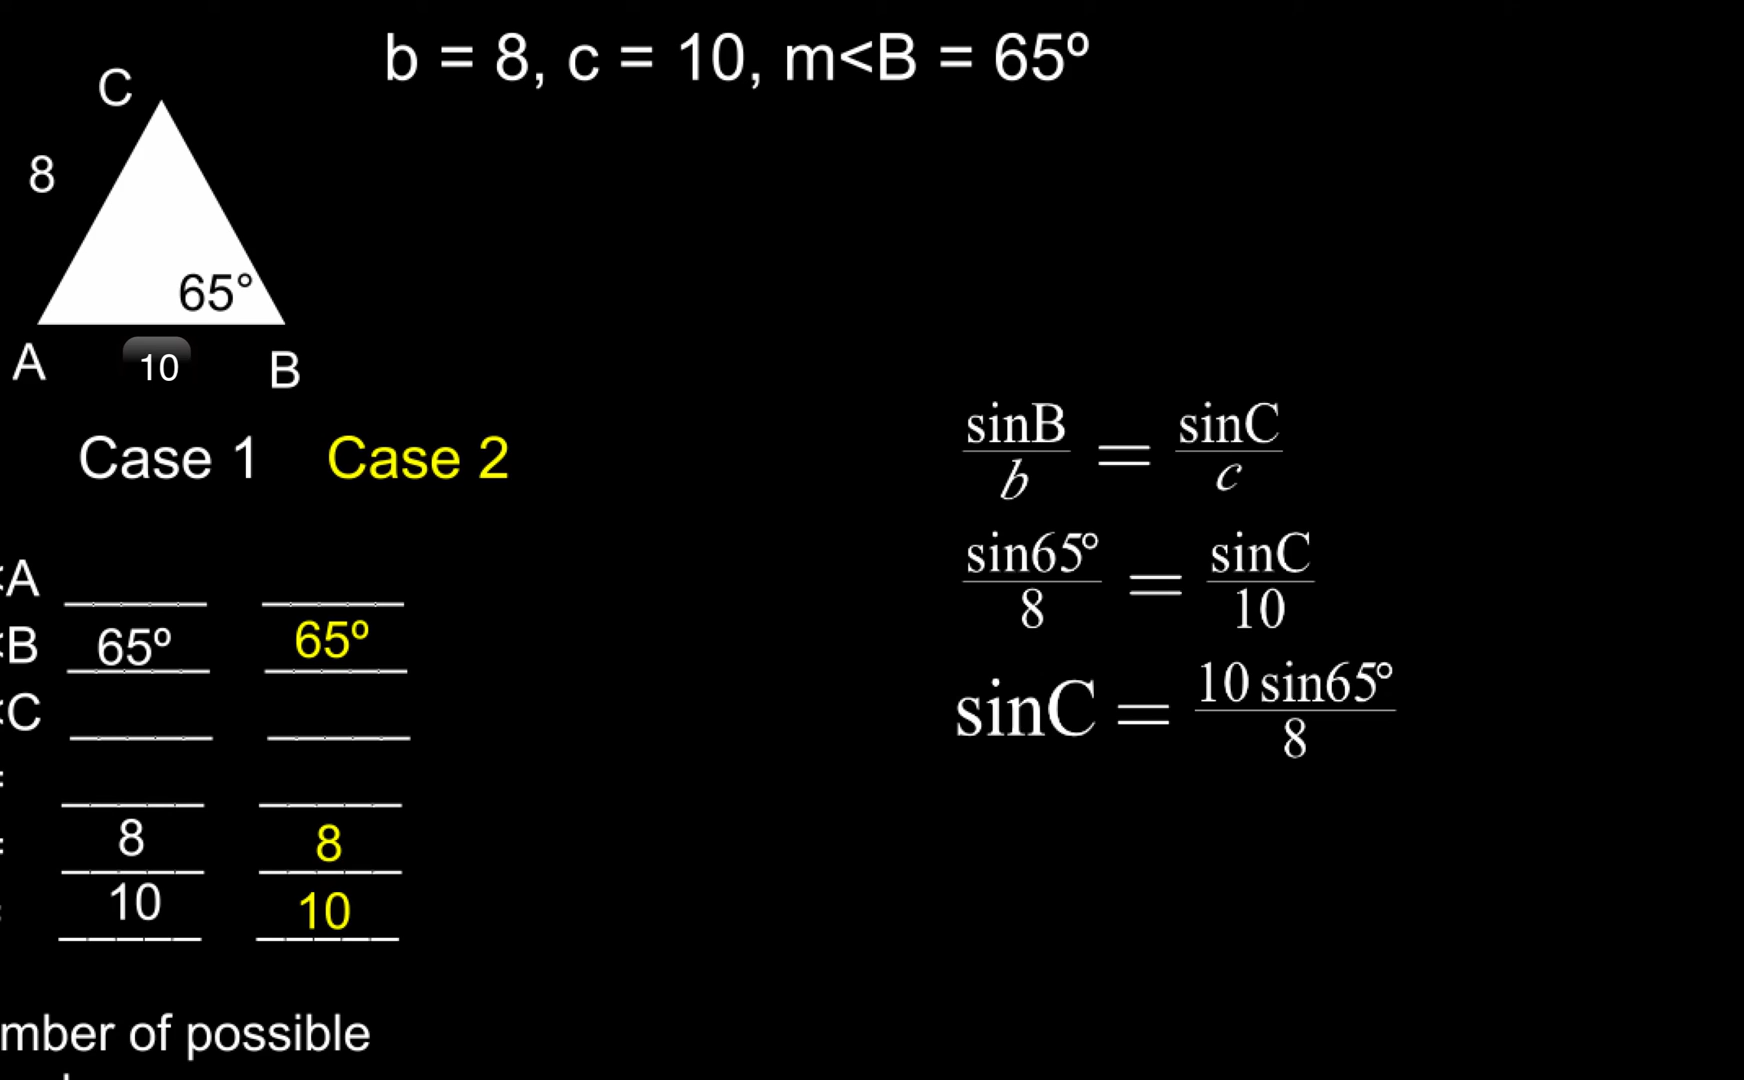 b = 8, c = 10, m<B = 65º
C
8
65°
A 10 B
Case 1 Case 2
sinB/b = sinC/c
sin65°/8 = sinC/10
sinC = 10 sin65°/8
<A
<B 65º 65º
<C
=
= 8 8
= 10 10
mber of possible